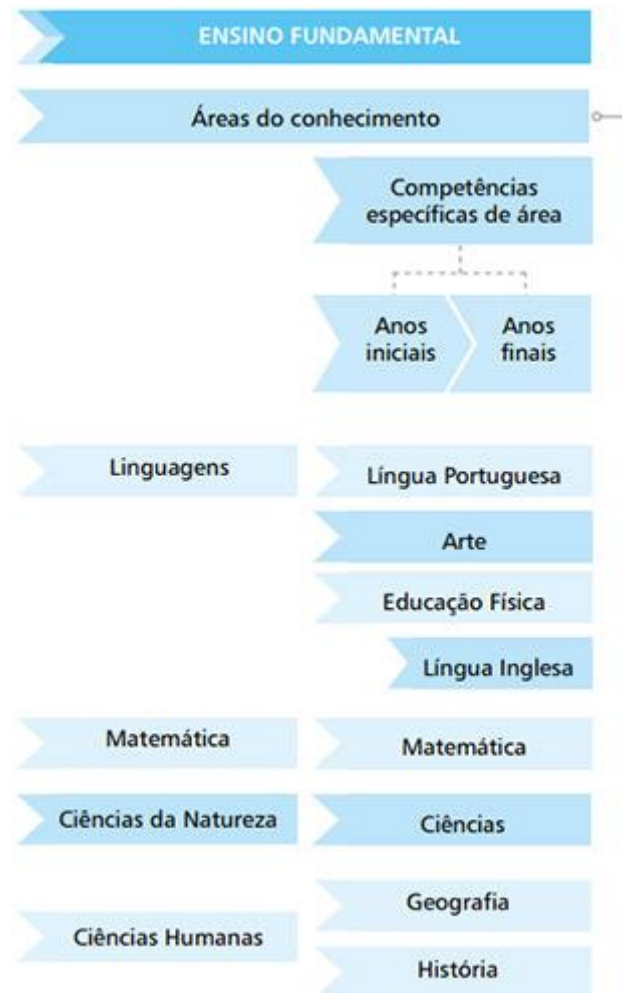 ENSINO FUNDAMENTAL
Áreas do conhecimento
Competências
específicas de área
Anos
iniciais
Anos
finais
Linguagens
Língua Portuguesa
Arte
Educação Física
Língua Inglesa
Matemática
Matemática
Ciências da Natureza
Ciências
Ciências Humanas
Geografia
História